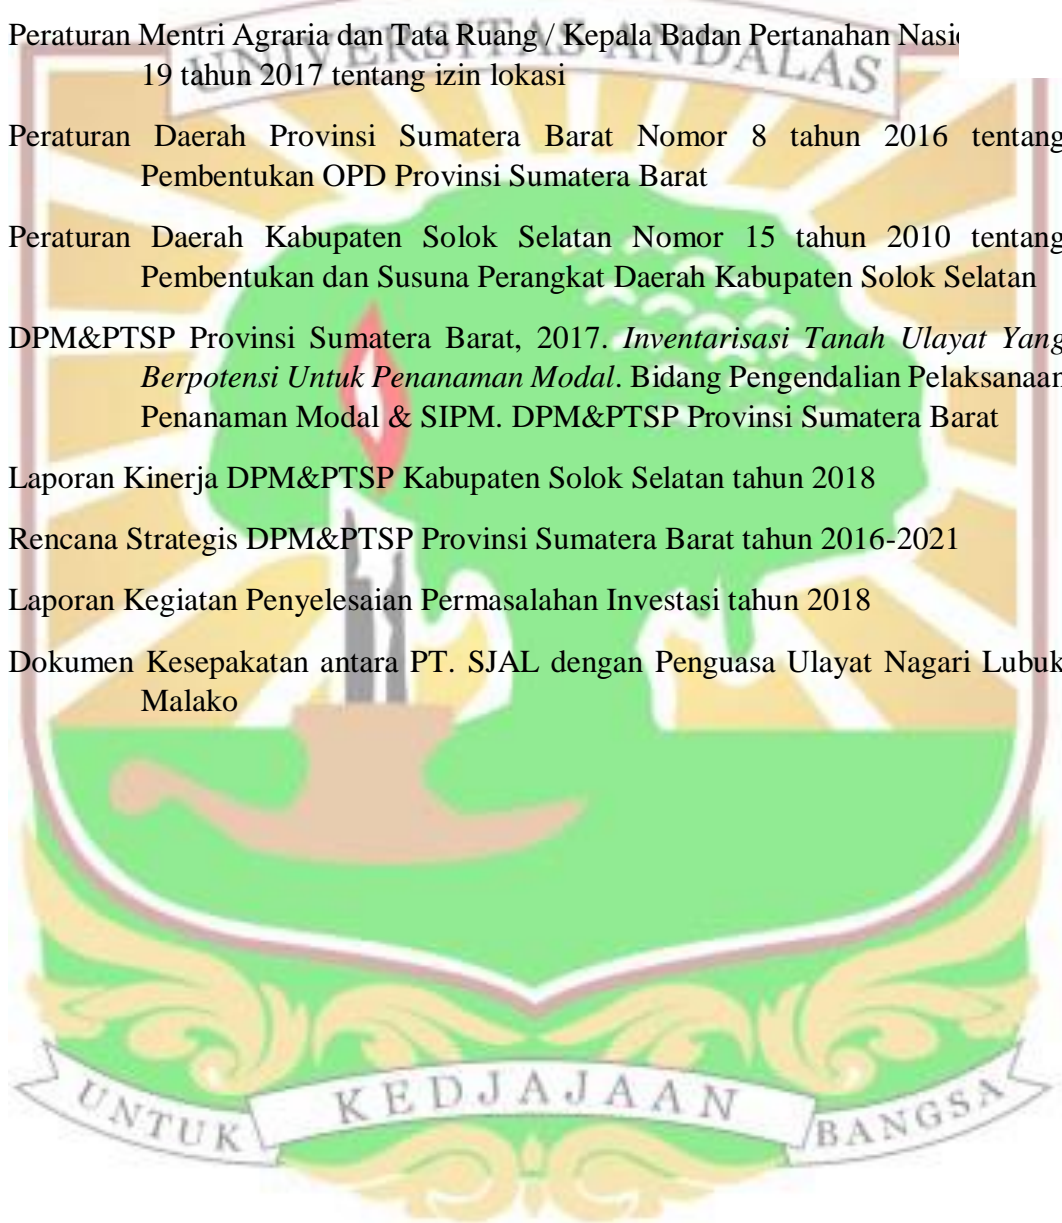 UNIVERSITAS ANDALAS
Peraturan Mentri Agraria dan Tata Ruang / Kepala Badan Pertanahan
19 tahun 2017 tentang izin lokasi
Peraturan Daerah Provinsi Sumatera Barat Nomor 8 tahun 2016 tentang
Pembentukan OPD Provinsi Sumatera Barat
Peraturan Daerah Kabupaten Solok Selatan Nomor 15 tahun 2010 tentang
Pembentukan dan Susuna Perangkat Daerah Kabupaten Solok Selatan
DPM&PTSP Provinsi Sumatera Barat, 2017. Inventarisasi Tanah Ulayat Yang
Berpotensi Untuk Penanaman Modal. Bidang Pengendalian Pelaksanaan
Penanaman Modal & SIPM. DPM&PTSP Provinsi Sumatera Barat
Laporan Kinerja DPM&PTSP Kabupaten Solok Selatan tahun 2018
Rencana Strategis DPM&PTSP Provinsi Sumatera Barat tahun 2016-2021
Laporan Kegiatan Penyelesaian Permasalahan Investasi tahun 2018
Dokumen Kesepakatan antara PT. SJAL dengan Penguasa Ulayat Nagari Lubuk
Malako
UNTUK KEDJAJAAN BANGSA